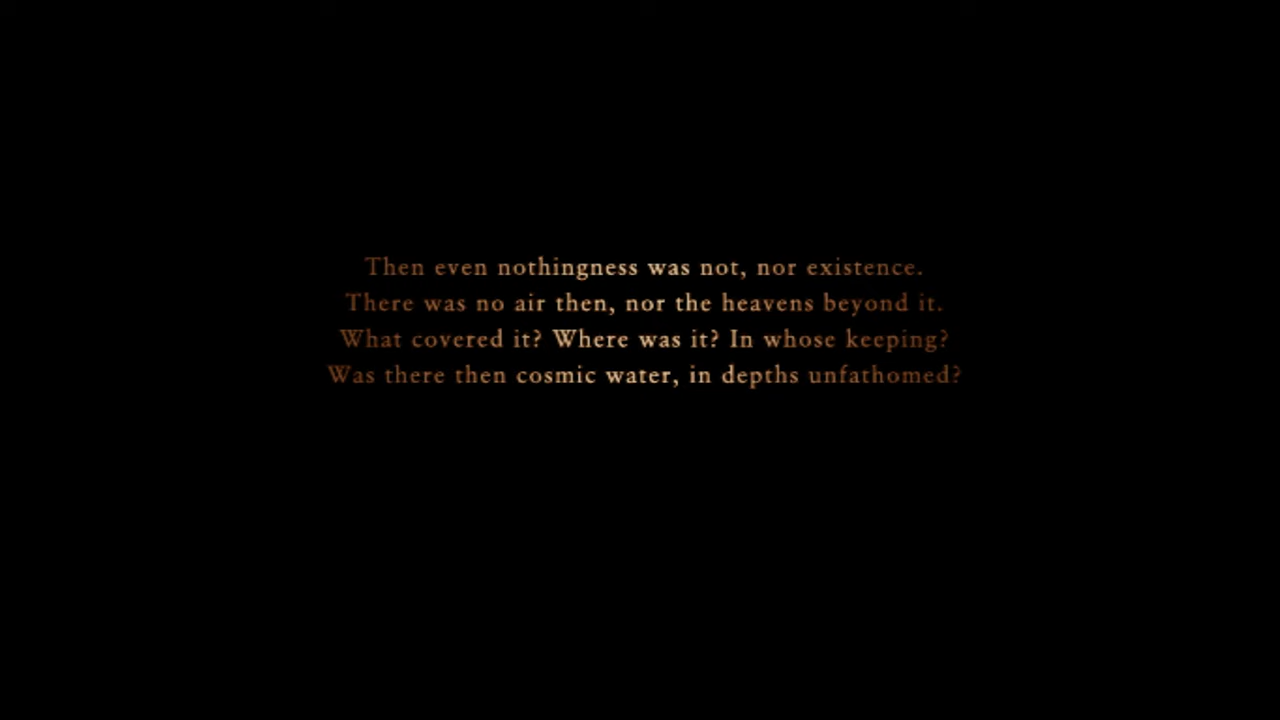 Then even nothingness was not, nor existence.
There was no air then, nor the heavens beyond it.
What covered it? Where was it? In whose keeping?
Was there then cosmic water, in depths unfathomed?